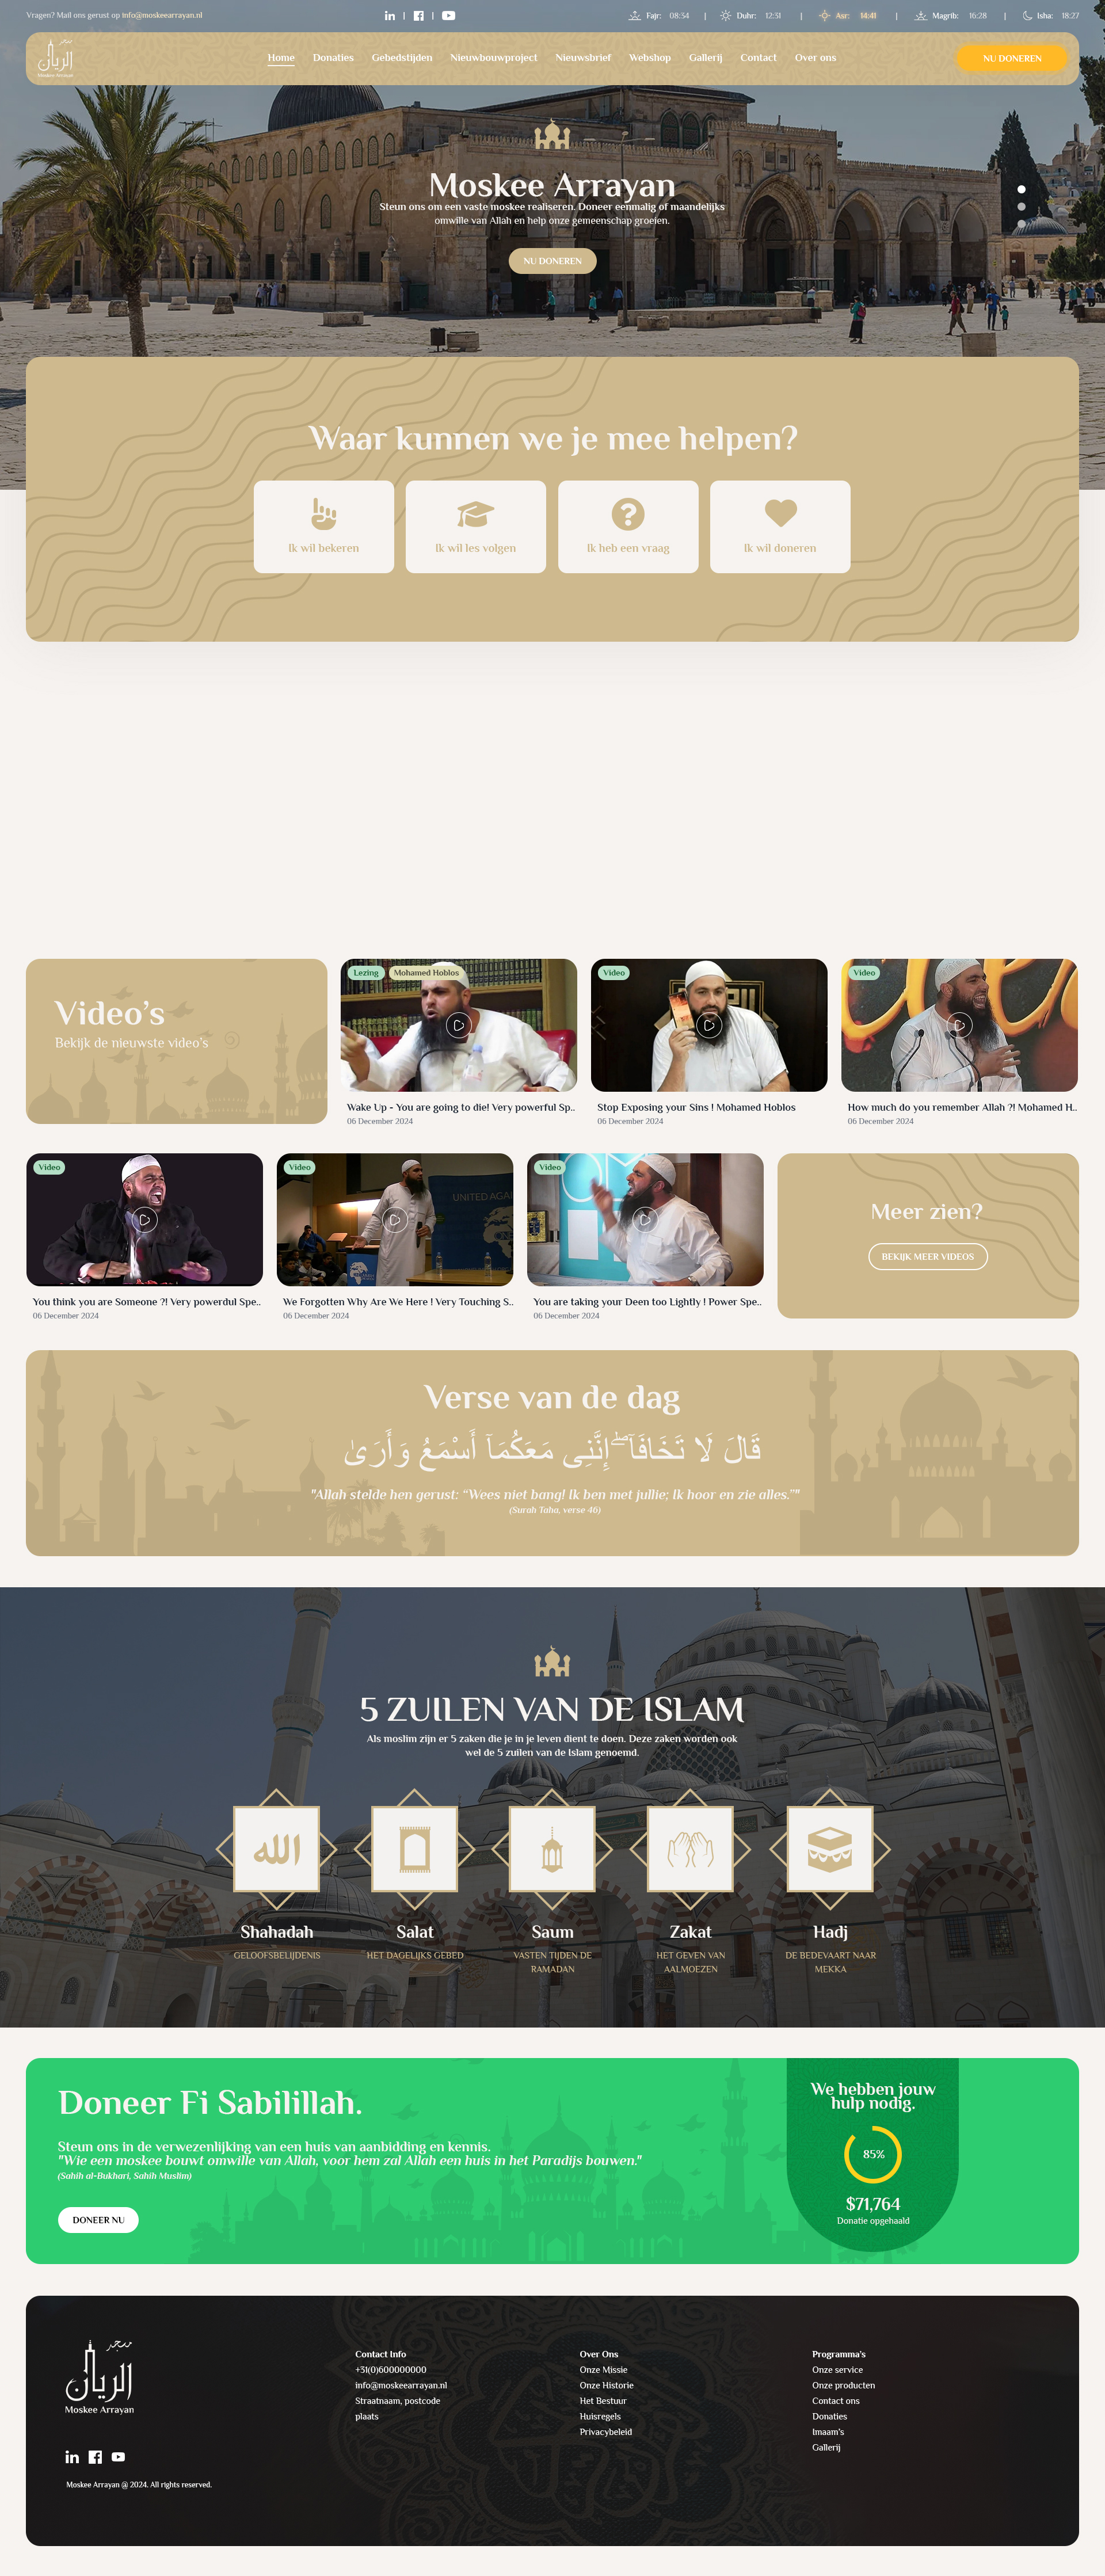 Vragen? Mail ons gerust op info@moskeearrayan.nl
Fajr: 08:34 | Duhr: 12:31 | Asr: 14:41 | Magrib: 16:28 | Isha: 18:27
Moskee Arrayan
Home Donaties Gebedstijden Nieuwbouwproject Nieuwsbrief Webshop Gallerij Contact Over ons
NU DONEREN
Moskee Arrayan
Steun ons om een vaste moskee realiseren. Doneer eenmalig of maandelijks
omwille van Allah en help onze gemeenschap groeien.
NU DONEREN
Waar kunnen we je mee helpen?
Ik wil bekeren
Ik wil les volgen
Ik heb een vraag
Ik wil doneren
Video's
Bekijk de nieuwste video's
Lezing Mohamed Hoblos
Wake Up - You are going to die! Very powerful Sp..
06 December 2024
Video
Stop Exposing your Sins ! Mohamed Hoblos
06 December 2024
Video
How much do you remember Allah ?! Mohamed H..
06 December 2024
Video
You think you are Someone ?! Very powerdul Spe..
06 December 2024
Video
UNITED AGAI
We Forgotten Why Are We Here ! Very Touching S..
06 December 2024
Video
You are taking your Deen too Lightly ! Power Spe..
06 December 2024
Meer zien?
BEKIJK MEER VIDEOS
Verse van de dag
قَالَ لَا تَخَافَآ ۖ إِنَّنِى مَعَكُمَآ أَسْمَعُ وَأَرَىٰ
"Allah stelde hen gerust: “Wees niet bang! Ik ben met jullie; Ik hoor en zie alles.”"
(Surah Taha, verse 46)
5 ZUILEN VAN DE ISLAM
Als moslim zijn er 5 zaken die je in je leven dient te doen. Deze zaken worden ook
wel de 5 zuilen van de Islam genoemd.
الله
Shahadah
GELOOFSBELIJDENIS
Salat
HET DAGELIJKS GEBED
Saum
VASTEN TIJDEN DE
RAMADAN
Zakat
HET GEVEN VAN
AALMOEZEN
Hadj
DE BEDEVAART NAAR
MEKKA
Doneer Fi Sabilillah.
Steun ons in de verwezenlijking van een huis van aanbidding en kennis.
"Wie een moskee bouwt omwille van Allah, voor hem zal Allah een huis in het Paradijs bouwen."
(Sahih al-Bukhari, Sahih Muslim)
DONEER NU
We hebben jouw
hulp nodig.
85%
$71,764
Donatie opgehaald
الريان
Moskee Arrayan
Moskee Arrayan @ 2024. All rights reserved.
Contact Info
+31(0)600000000
info@moskeearrayan.nl
Straatnaam, postcode
plaats
Over Ons
Onze Missie
Onze Historie
Het Bestuur
Huisregels
Privacybeleid
Programma's
Onze service
Onze producten
Contact ons
Donaties
Imaam's
Gallerij